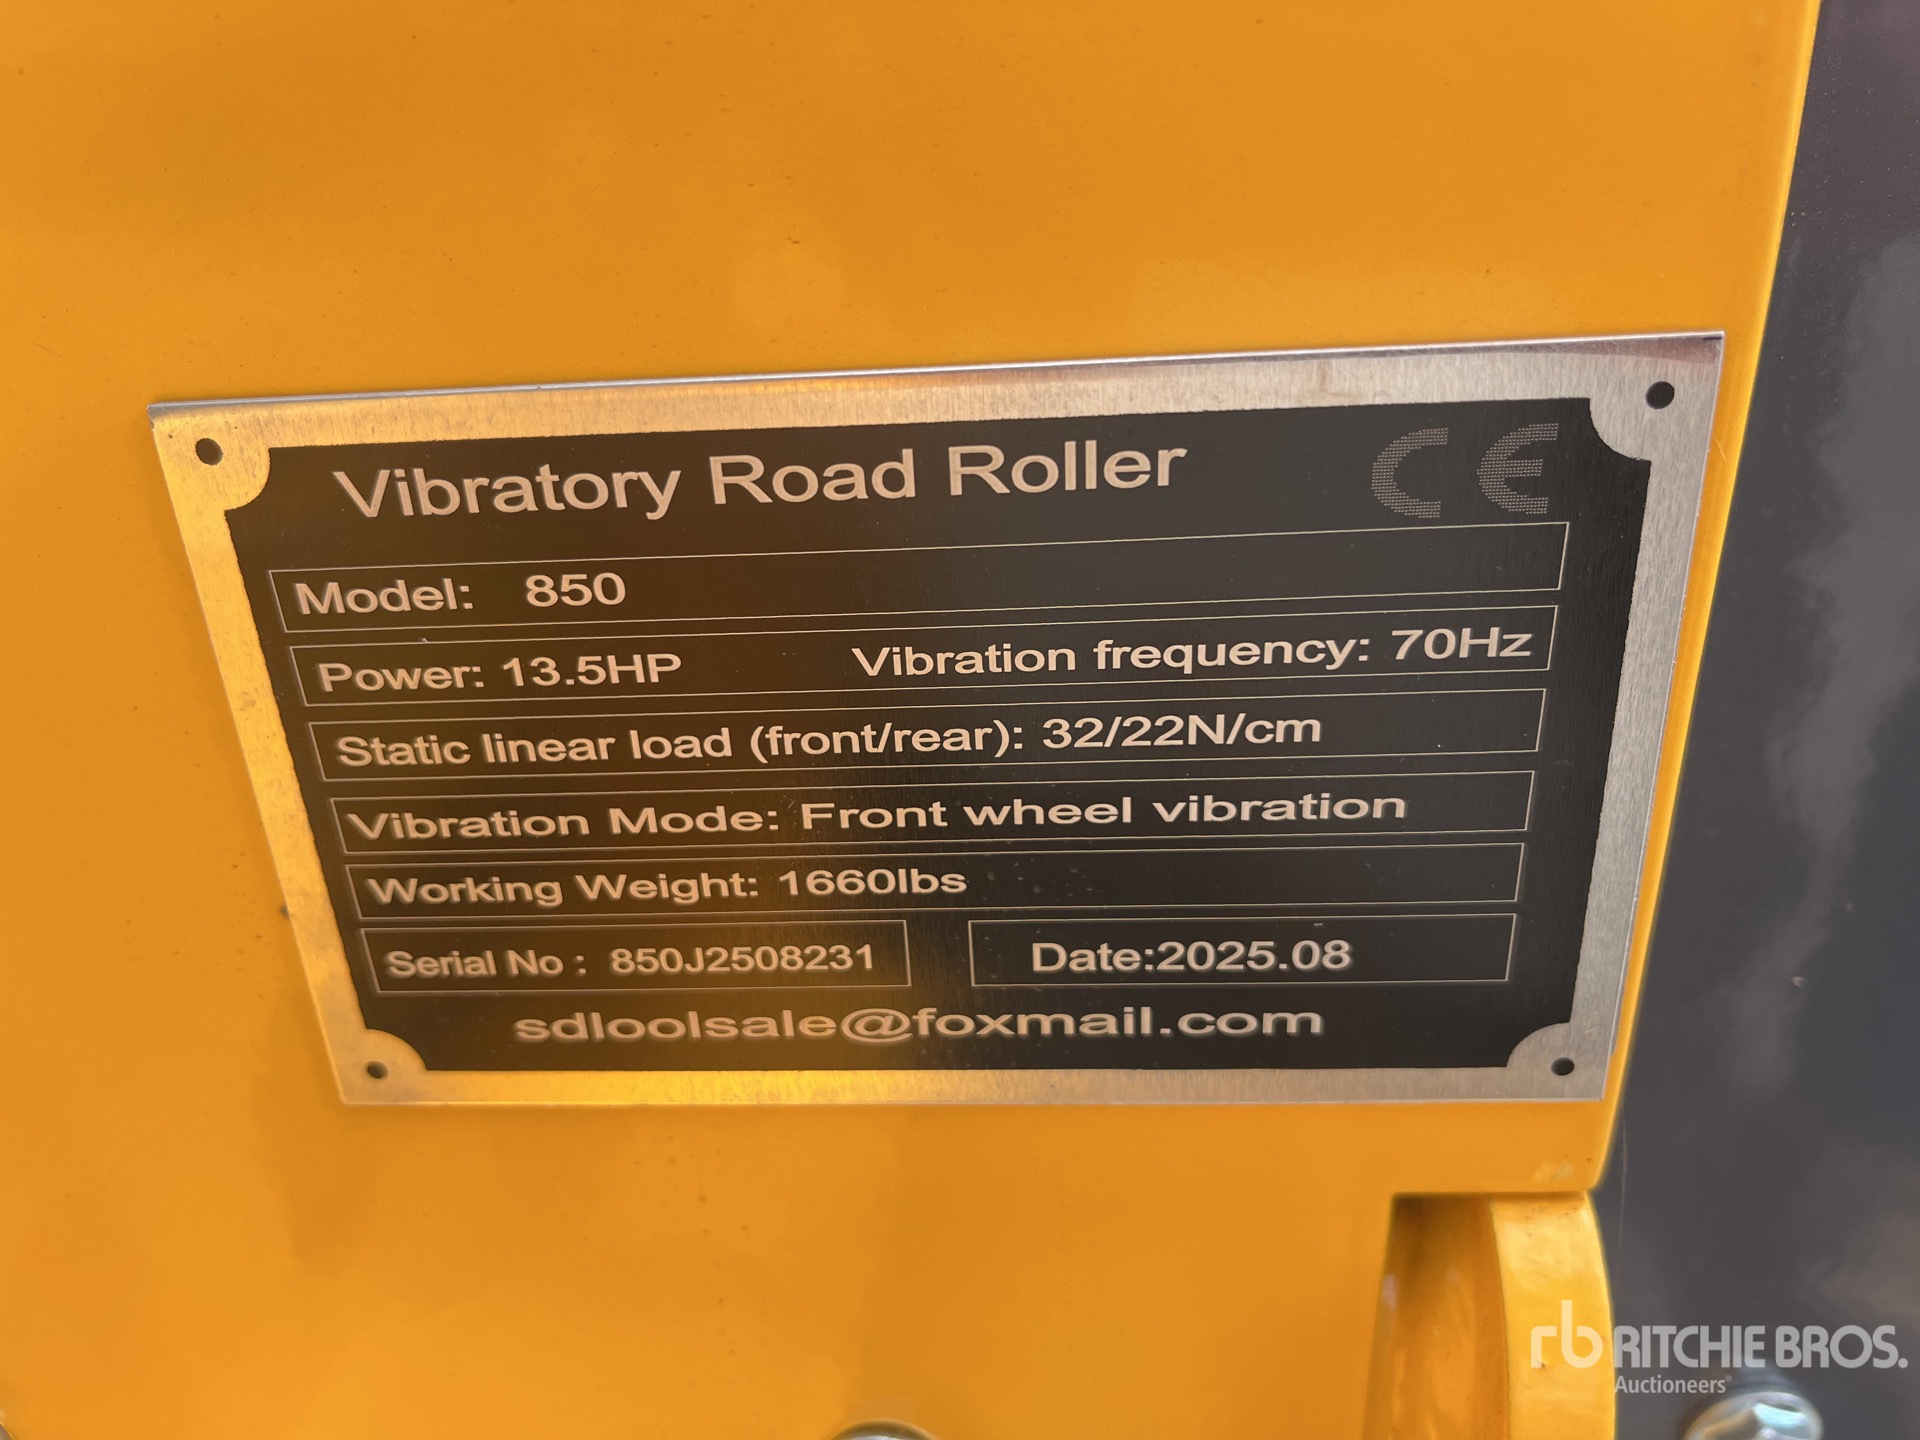 Vibratory Road Roller CE
Model: 850
Power: 13.5HP Vibration frequency: 70Hz
Static linear load (front/rear): 32/22N/cm
Vibration Mode: Front wheel vibration
Working Weight: 1660lbs
Serial No : 850J2508231 Date:2025.08
sdloolsale@foxmail.com
rb RITCHIE BROS.
Auctioneers®